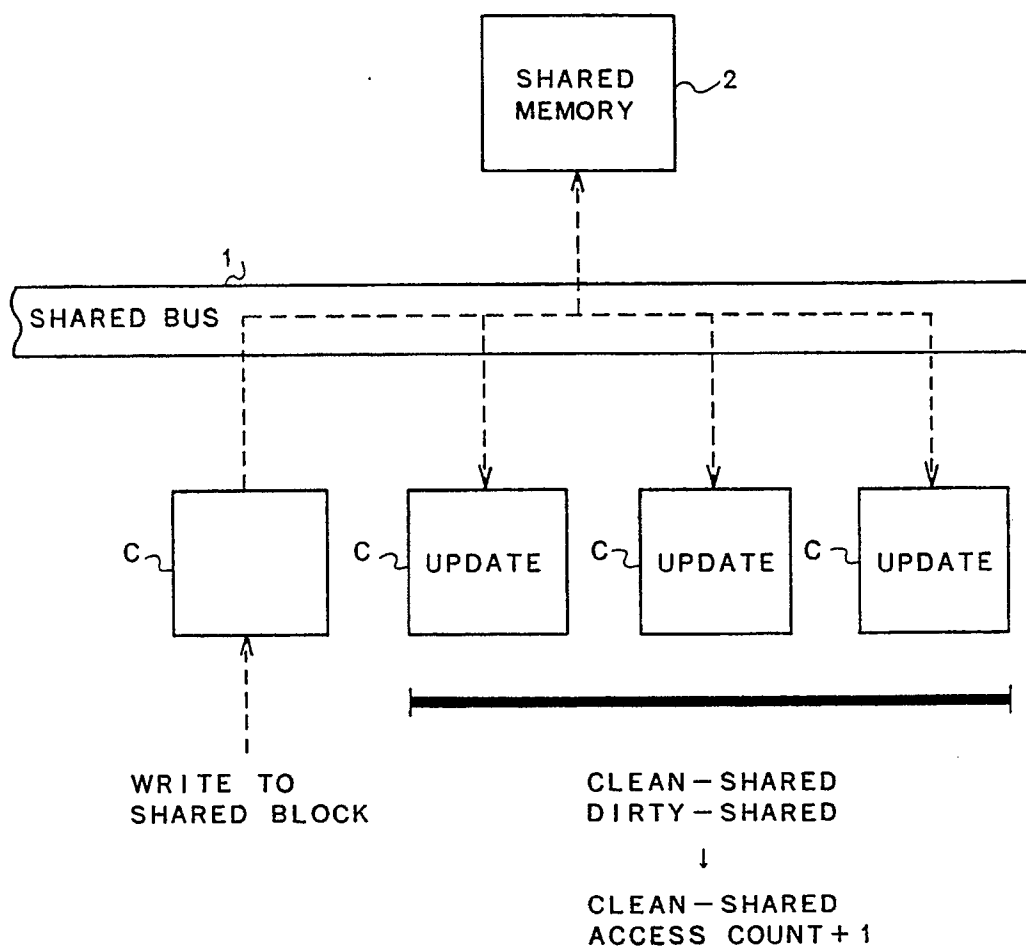 SHARED
MEMORY
2
1
SHARED BUS
C
C UPDATE
C UPDATE
C UPDATE
WRITE TO
SHARED BLOCK
CLEAN-SHARED
DIRTY-SHARED
↓
CLEAN-SHARED
ACCESS COUNT+1